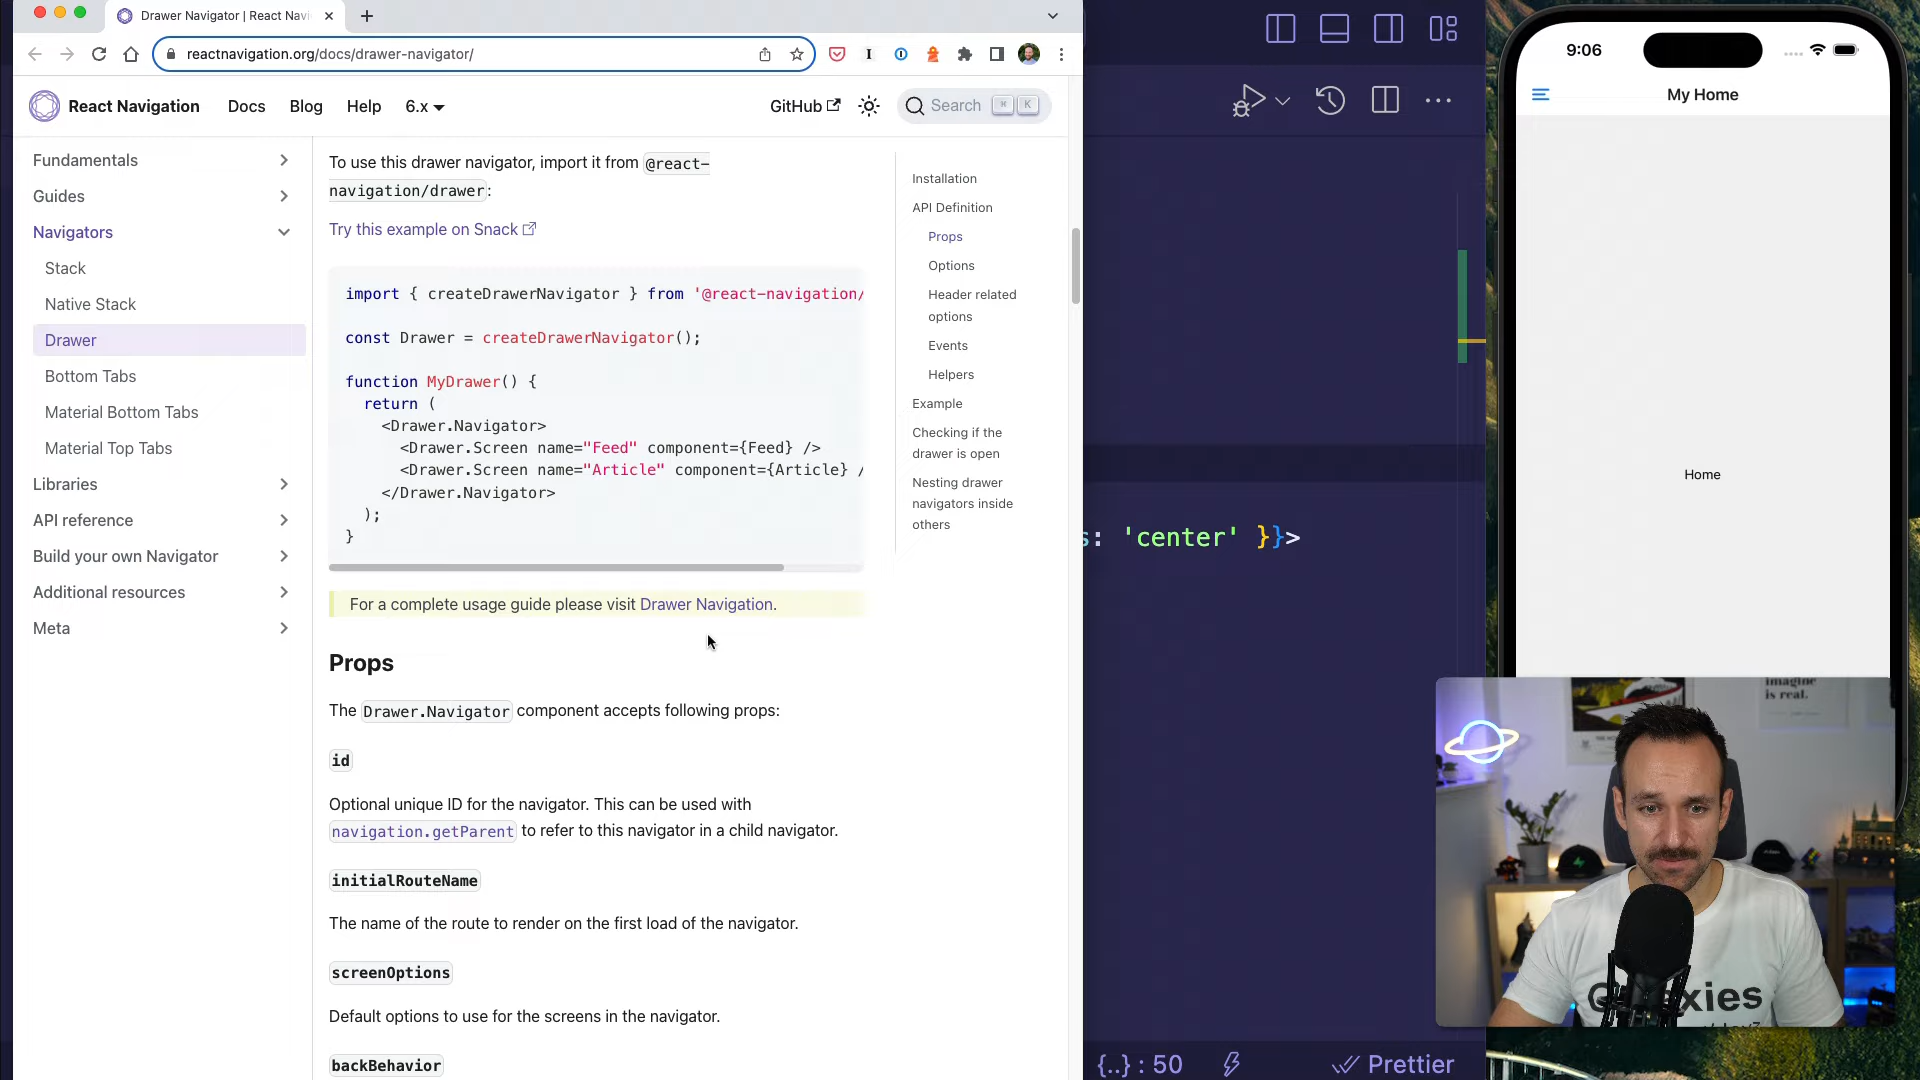 Drawer Navigator | React Navi
reactnavigation.org/docs/drawer-navigator/
React Navigation
Docs
Blog
Help
6.x
GitHub
Search
K
Fundamentals
Guides
Navigators
Stack
Native Stack
Drawer
Bottom Tabs
Material Bottom Tabs
Material Top Tabs
Libraries
API reference
Build your own Navigator
Additional resources
Meta
To use this drawer navigator, import it from @react-
navigation/drawer:
Try this example on Snack
import { createDrawerNavigator } from '@react-navigation/
const Drawer = createDrawerNavigator();
function MyDrawer() {
return (
<Drawer.Navigator>
<Drawer.Screen name="Feed" component={Feed} />
<Drawer.Screen name="Article" component={Article} /
</Drawer.Navigator>
);
}
For a complete usage guide please visit Drawer Navigation.
Props
The Drawer.Navigator component accepts following props:
id
Optional unique ID for the navigator. This can be used with
navigation.getParent to refer to this navigator in a child navigator.
initialRouteName
The name of the route to render on the first load of the navigator.
screenOptions
Default options to use for the screens in the navigator.
backBehavior
Installation
API Definition
Props
Options
Header related
options
Events
Helpers
Example
Checking if the
drawer is open
Nesting drawer
navigators inside
others
s: 'center' }}>
{..} : 50
Prettier
9:06
My Home
Home
imagine
is real.